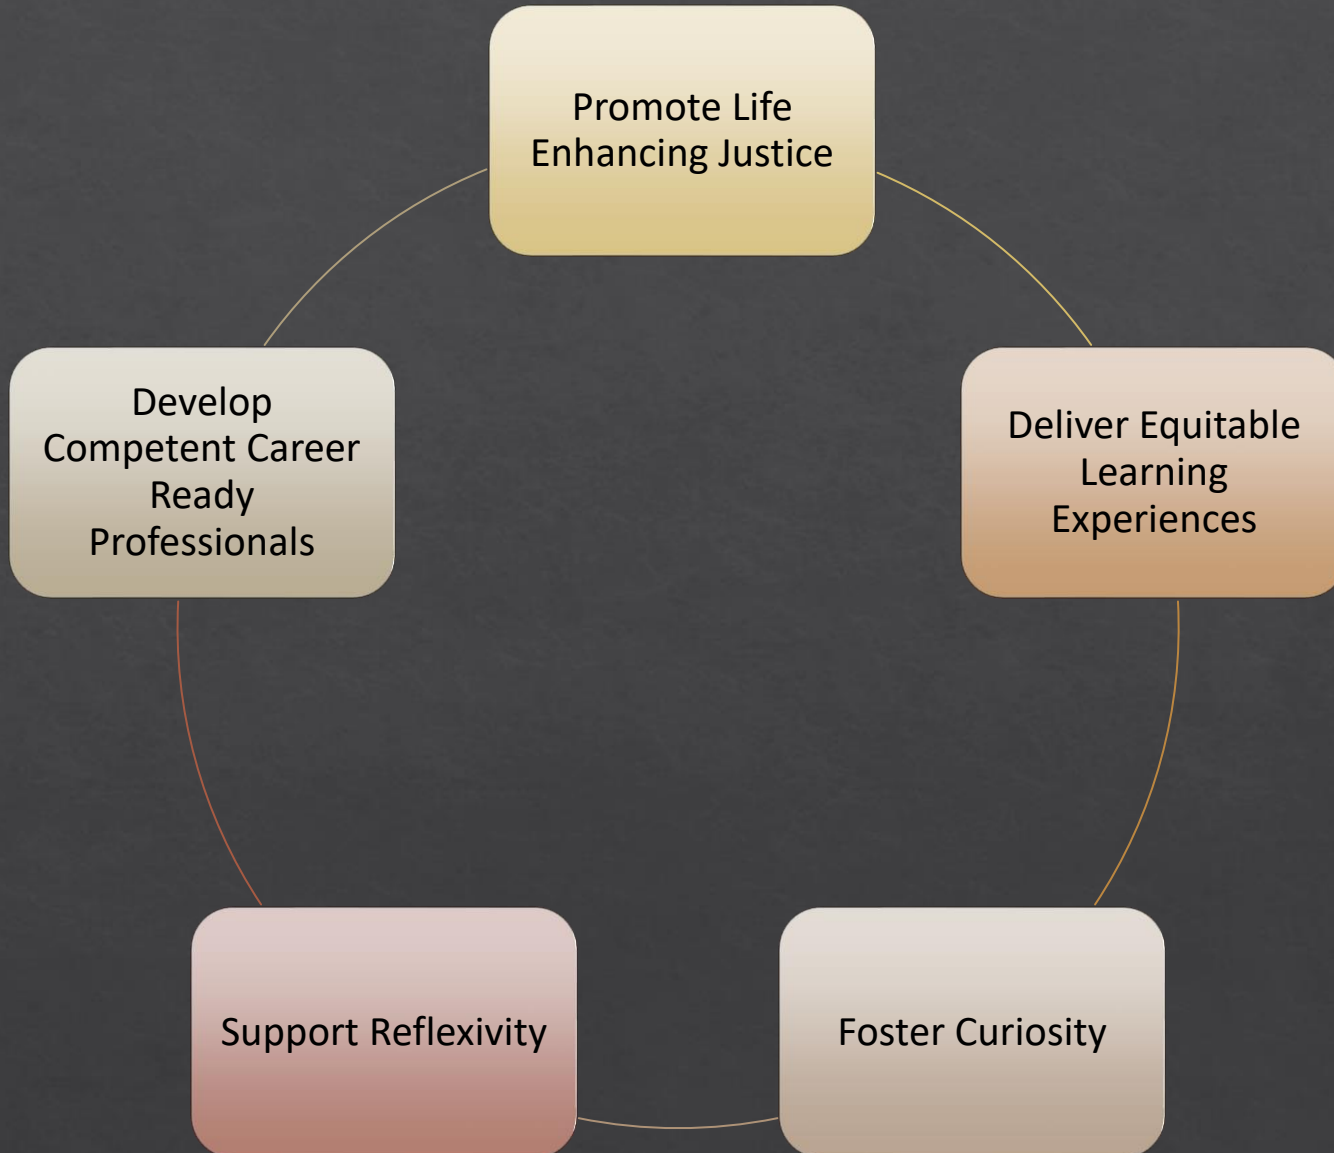 Promote Life
Enhancing Justice
Deliver Equitable
Learning
Experiences
Foster Curiosity
Support Reflexivity
Develop
Competent Career
Ready
Professionals